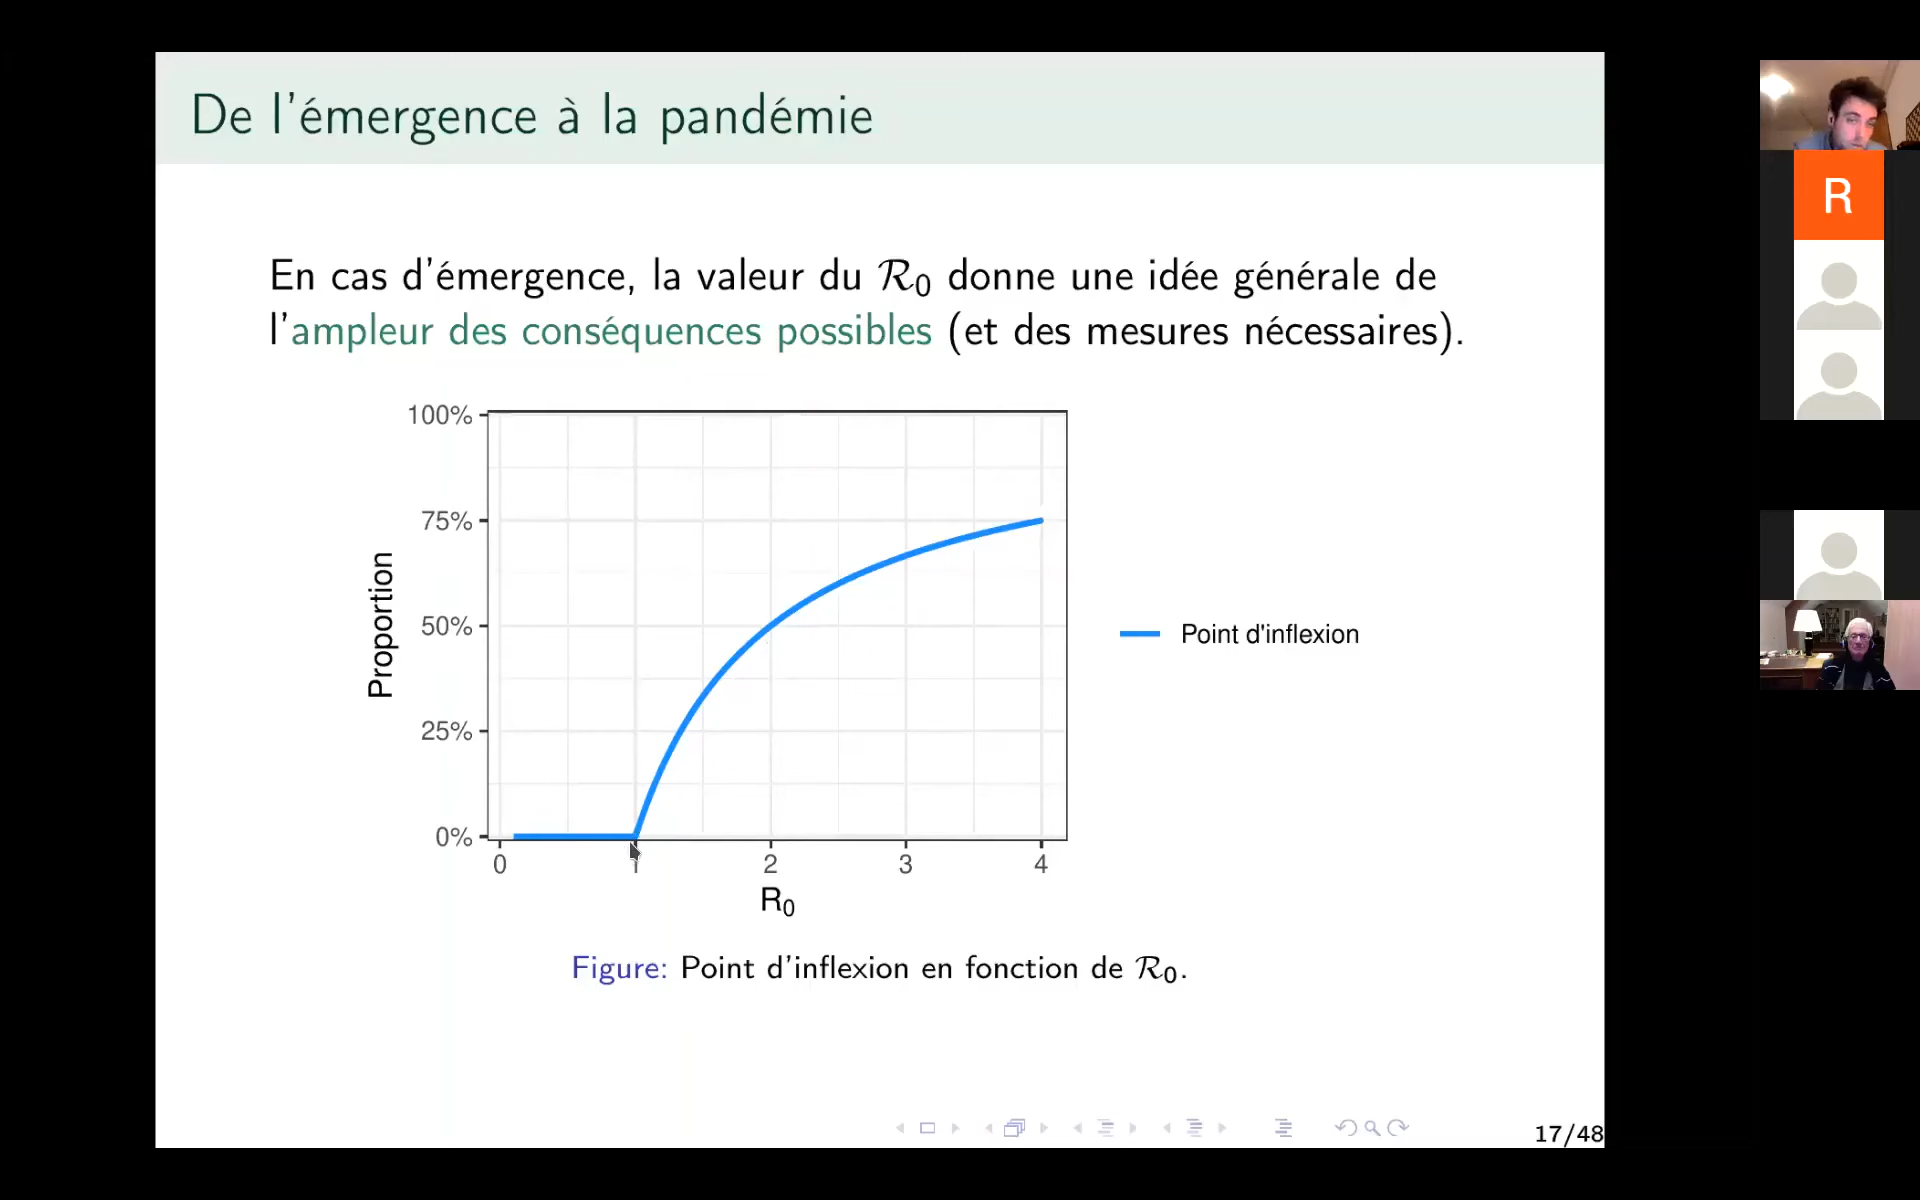 De l'émergence à la pandémie
En cas d'émergence, la valeur du R₀ donne une idée générale de
l'ampleur des conséquences possibles (et des mesures nécessaires).
100%
75%
50%
25%
0%
Proportion
0 1 2 3 4
R₀
Point d'inflexion
Figure: Point d'inflexion en fonction de R₀.
17/48
R